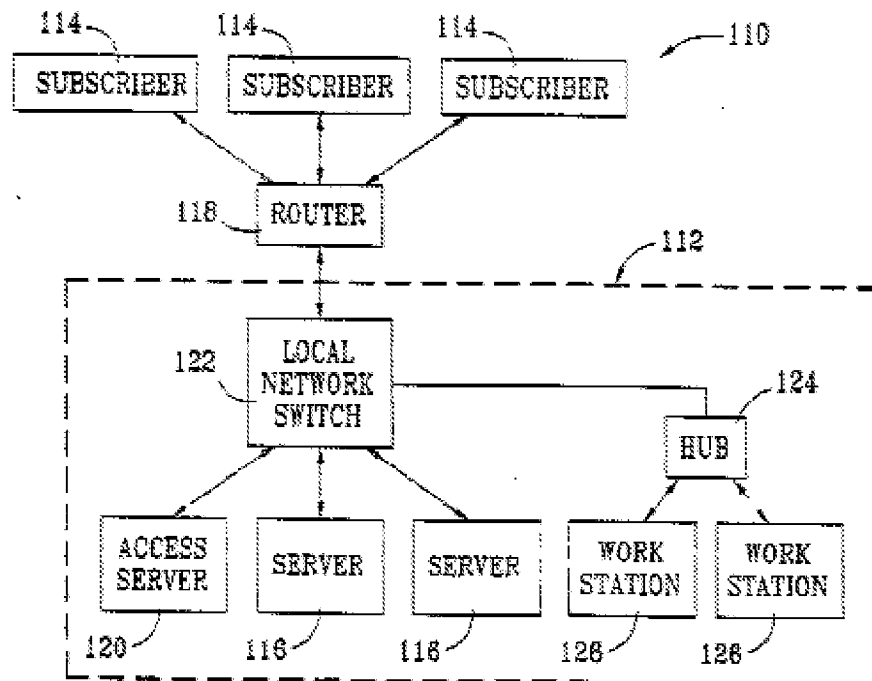 114
114
114
110
SUBSCRIBER
SUBSCRIBER
SUBSCRIBER
118
ROUTER
112
122
LOCAL
NETWORK
SWITCH
124
HUB
ACCESS
SERVER
SERVER
SERVER
WORK
STATION
WORK
STATION
120
116
116
126
126